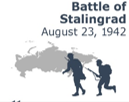 Battle of
Stalingrad
August 23, 1942